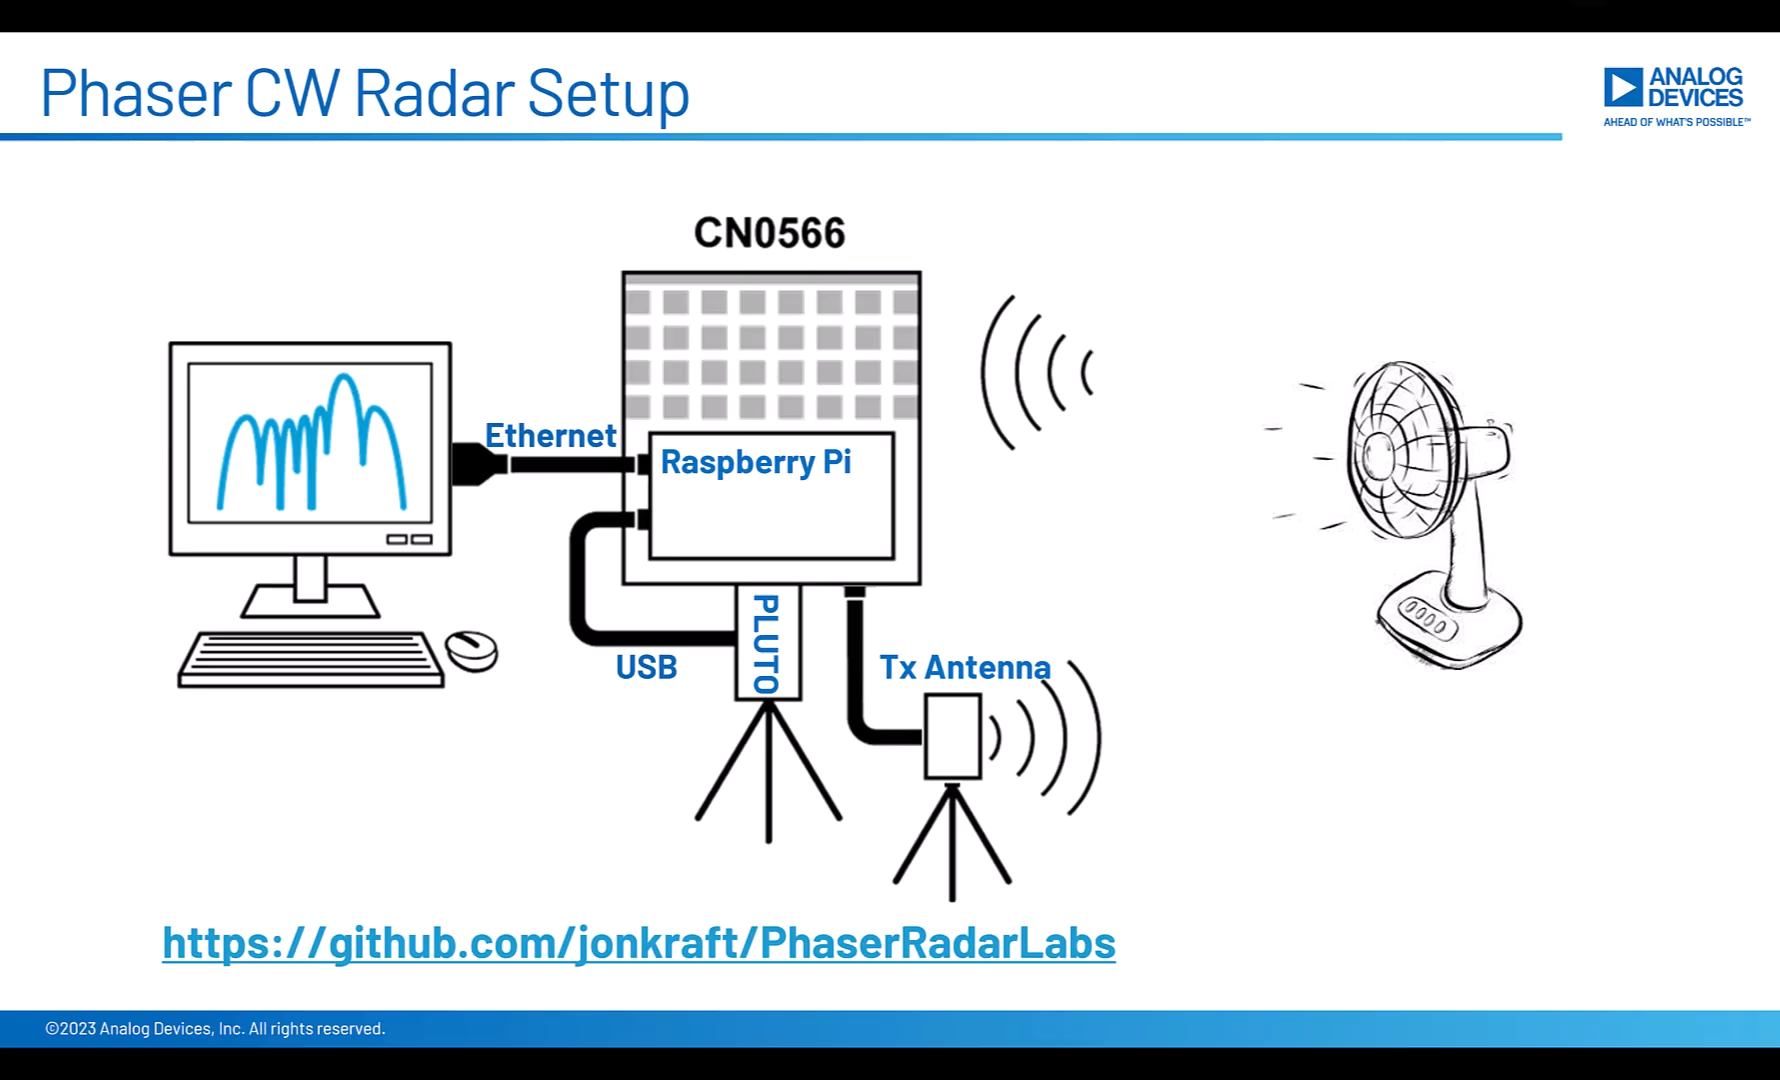 Phaser CW Radar Setup
ANALOG
DEVICES
AHEAD OF WHAT'S POSSIBLE™
CN0566
Ethernet
Raspberry Pi
PLUTO
USB
Tx Antenna
https://github.com/jonkraft/PhaserRadarLabs
©2023 Analog Devices, Inc. All rights reserved.